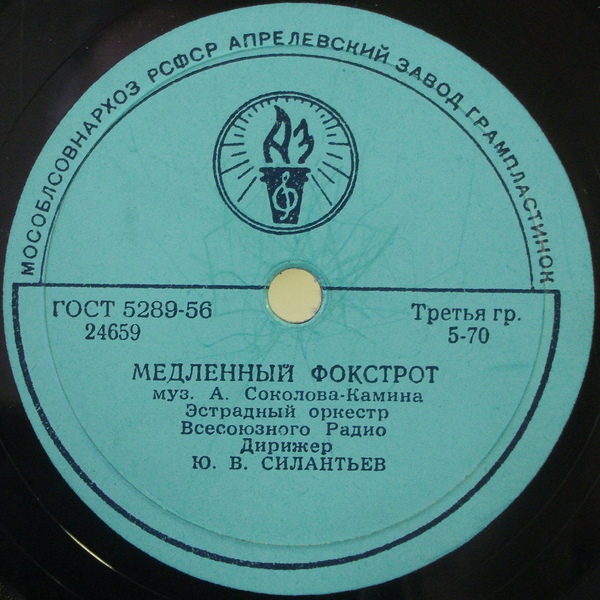 МОСОБЛСОВНАРХОЗ РСФСР АПРЕЛЕВСКИЙ ЗАВОД ГРАМПЛАСТИНОК
АЗ
ГОСТ 5289-56
24659
Третья гр.
5-70
МЕДЛЕННЫЙ ФОКСТРОТ
муз. А. Соколова-Камина
Эстрадный оркестр
Всесоюзного Радио
Дирижер
Ю. В. СИЛАНТЬЕВ